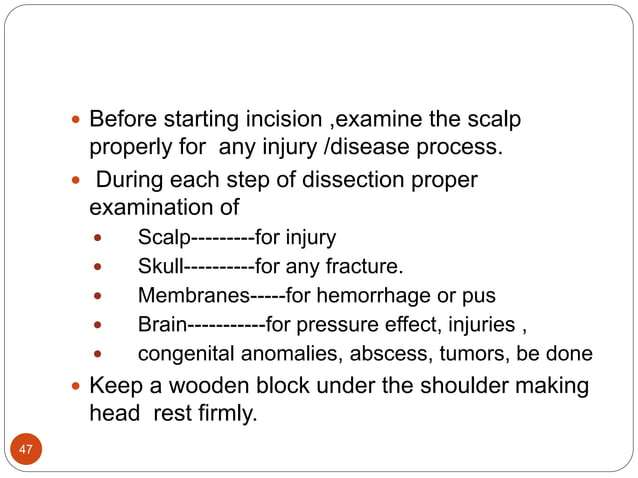 • Before starting incision ,examine the scalp
properly for any injury /disease process.
• During each step of dissection proper
examination of
• Scalp---------for injury
• Skull----------for any fracture.
• Membranes-----for hemorrhage or pus
• Brain-----------for pressure effect, injuries ,
• congenital anomalies, abscess, tumors, be done
• Keep a wooden block under the shoulder making
head rest firmly.
47